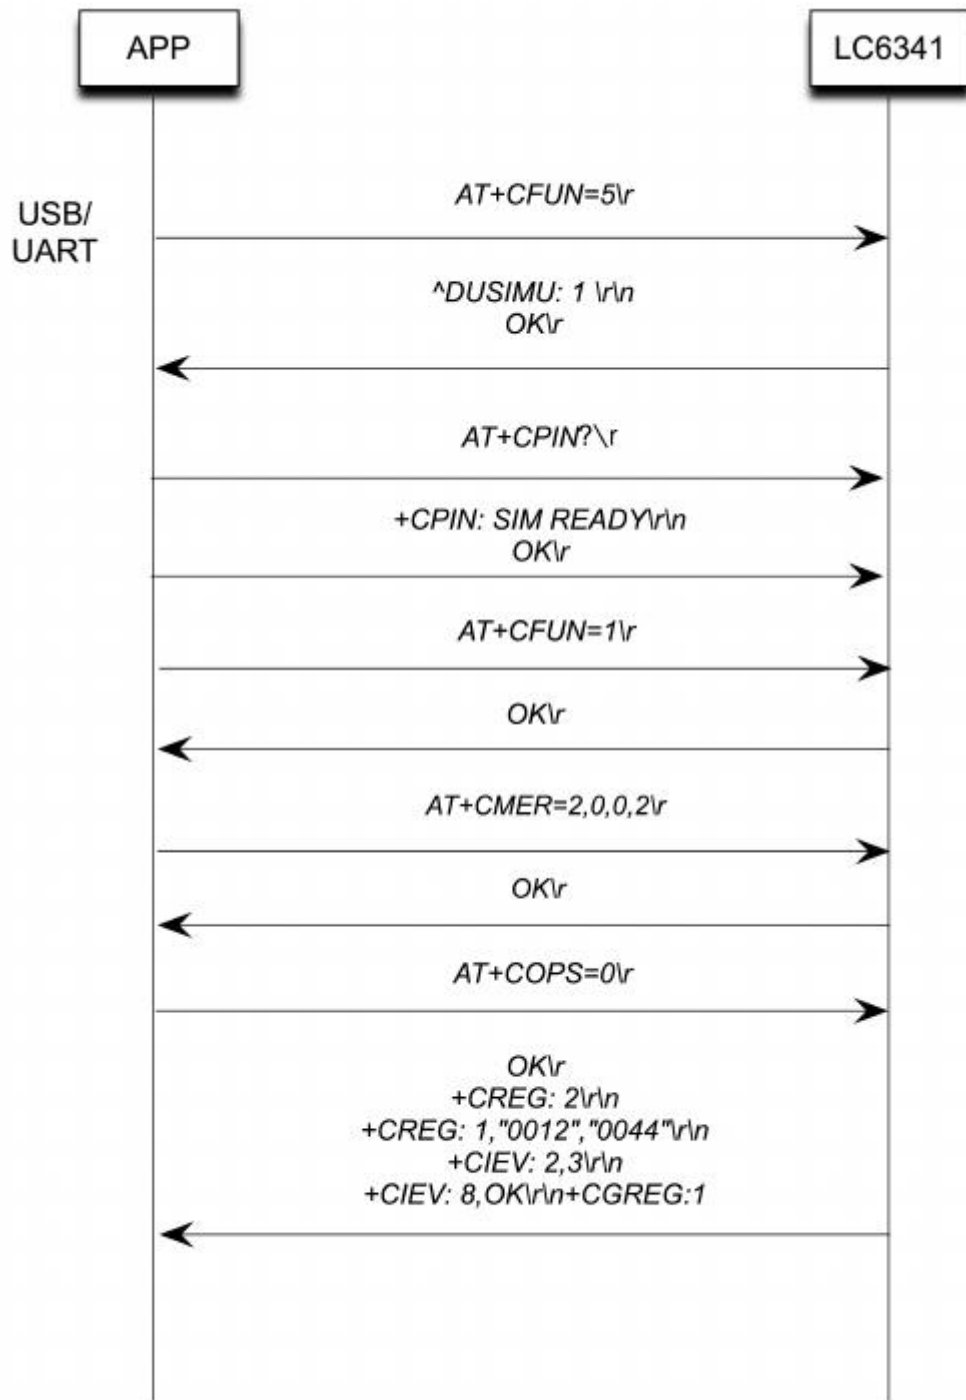 APP
LC6341
USB/
UART
AT+CFUN=5\r
^DUSIMU: 1 \r\n
OK\r
AT+CPIN?\r
+CPIN: SIM READY\r\n
OK\r
AT+CFUN=1\r
OK\r
AT+CMER=2,0,0,2\r
OK\r
AT+COPS=0\r
OK\r
+CREG: 2\r\n
+CREG: 1,"0012","0044"\r\n
+CIEV: 2,3\r\n
+CIEV: 8,OK\r\n+CGREG:1